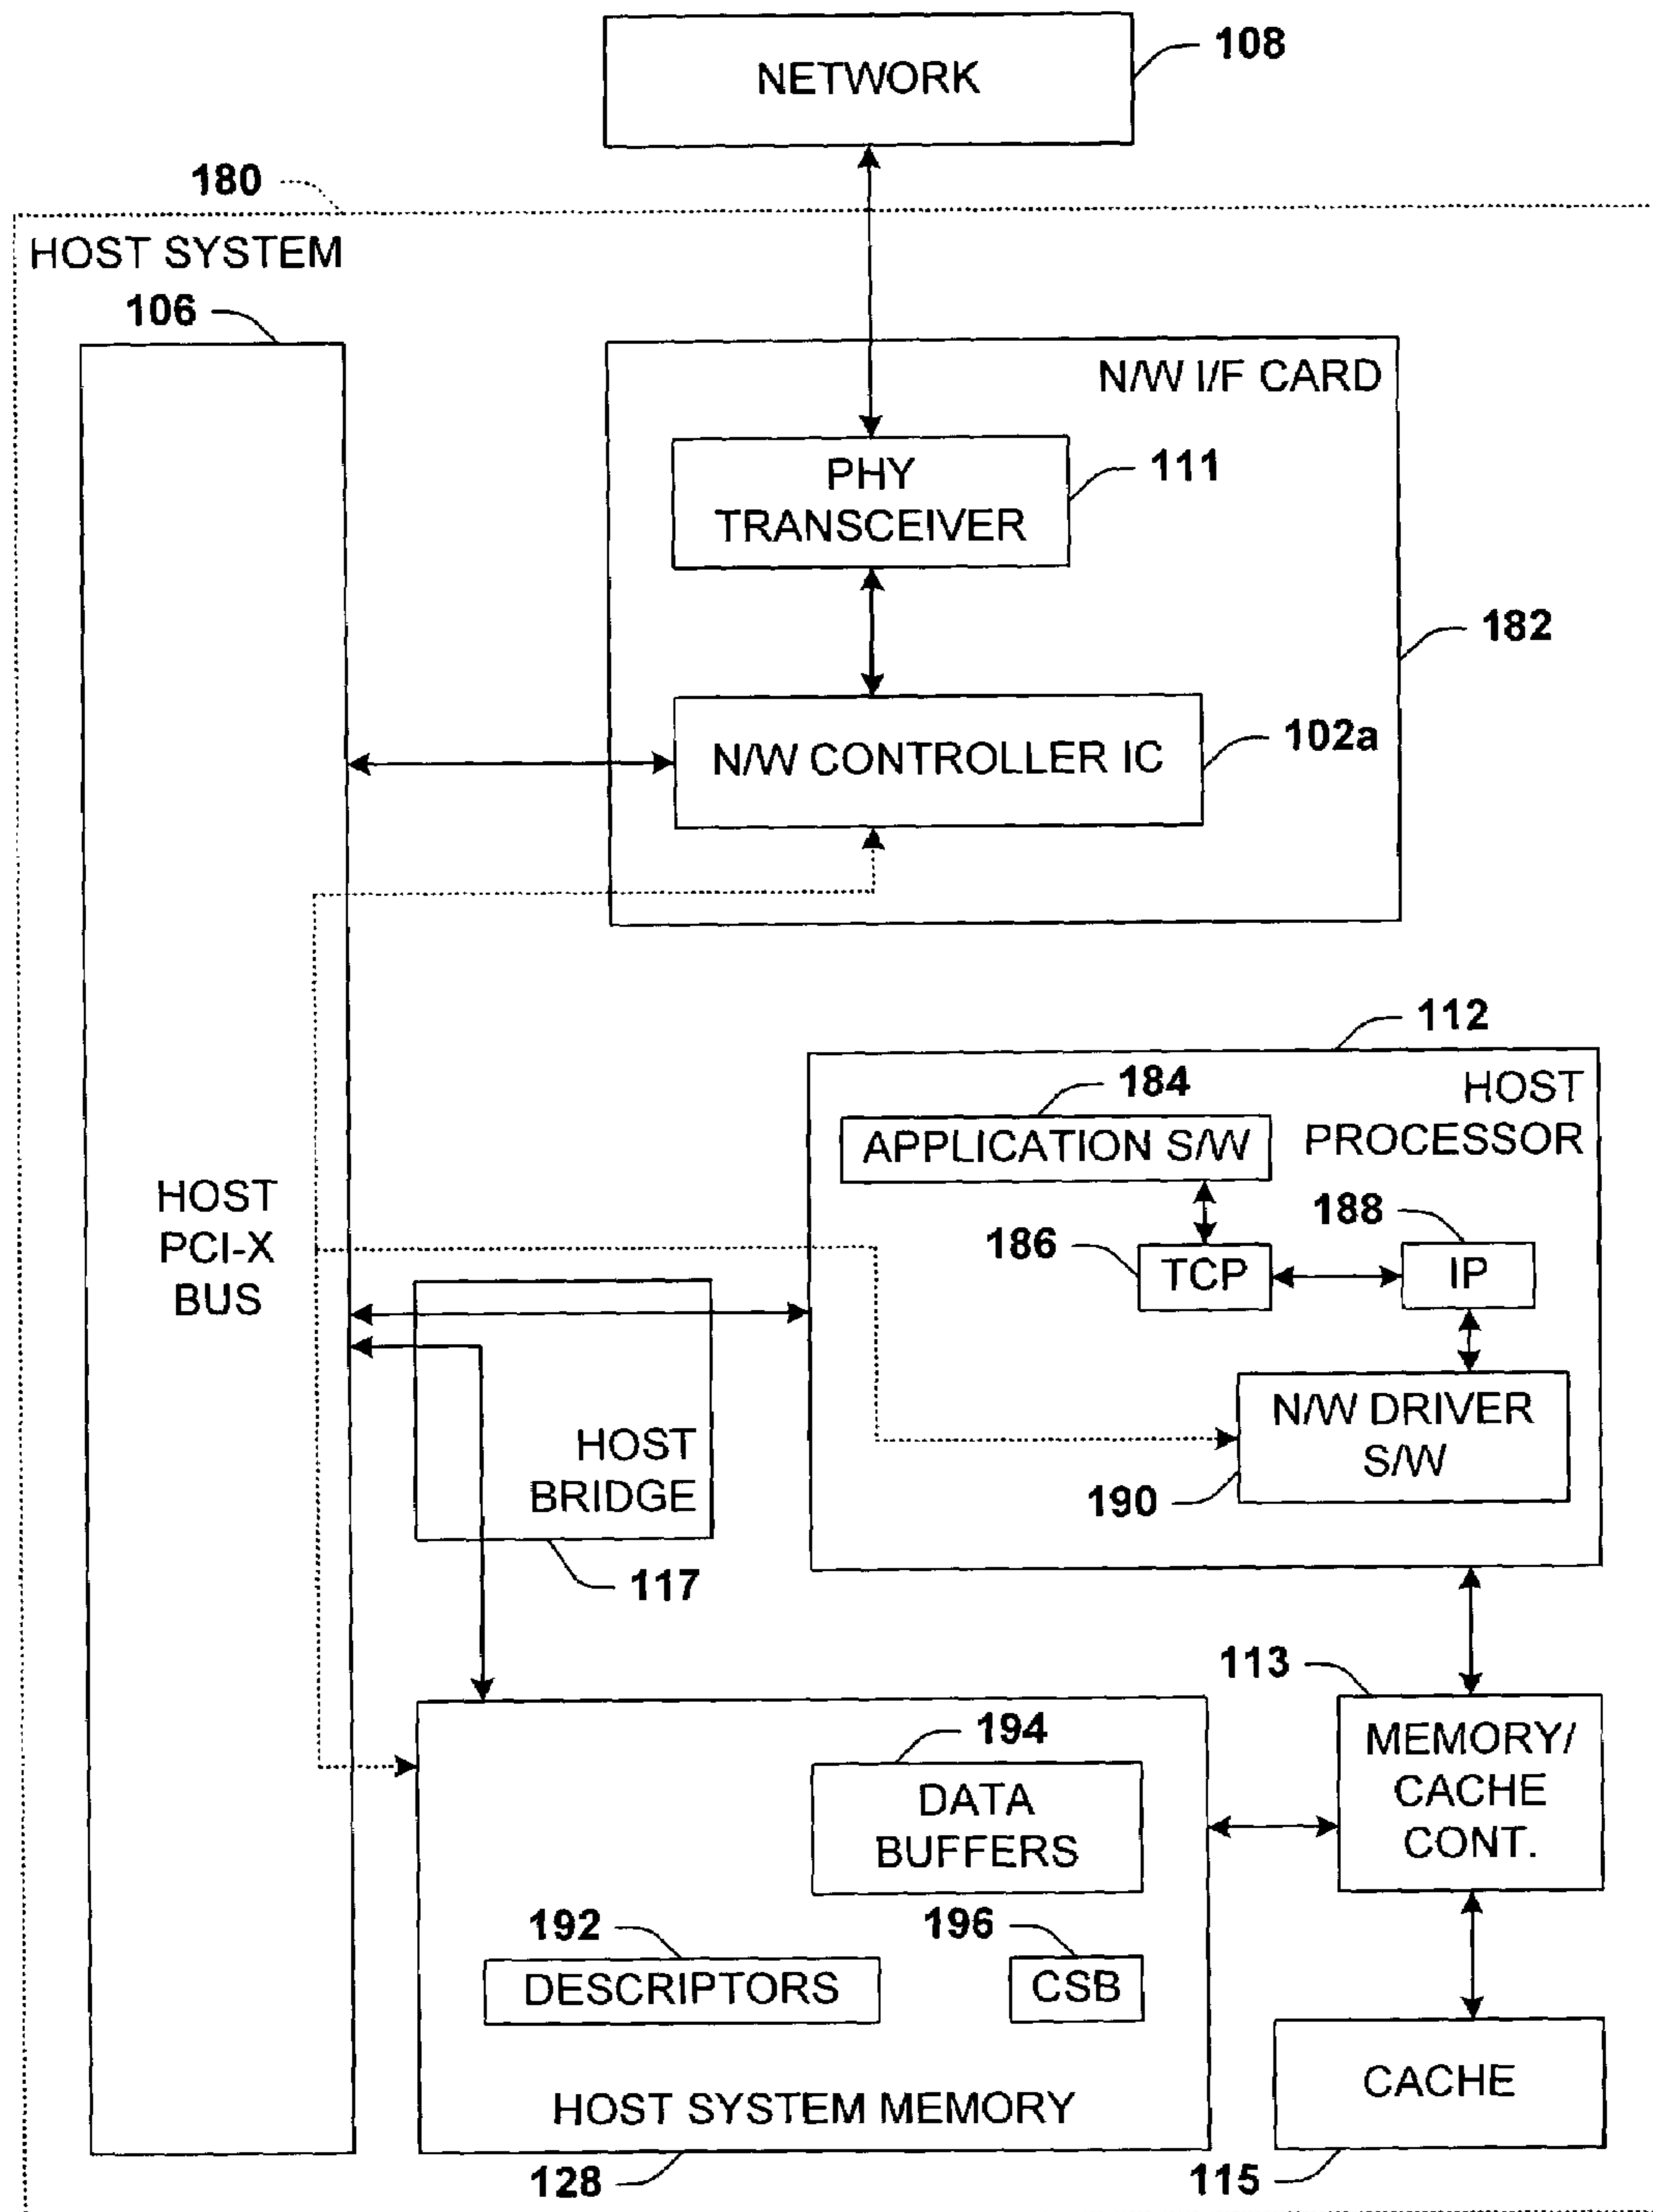 NETWORK
108
180
HOST SYSTEM
106
N/W I/F CARD
PHY
TRANSCEIVER
111
182
N/W CONTROLLER IC
102a
112
184
HOST
PROCESSOR
APPLICATION S/W
HOST
PCI-X
BUS
186
TCP
188
IP
N/W DRIVER
S/W
190
HOST
BRIDGE
117
113
MEMORY/
CACHE
CONT.
194
DATA
BUFFERS
192
DESCRIPTORS
196
CSB
HOST SYSTEM MEMORY
128
CACHE
115